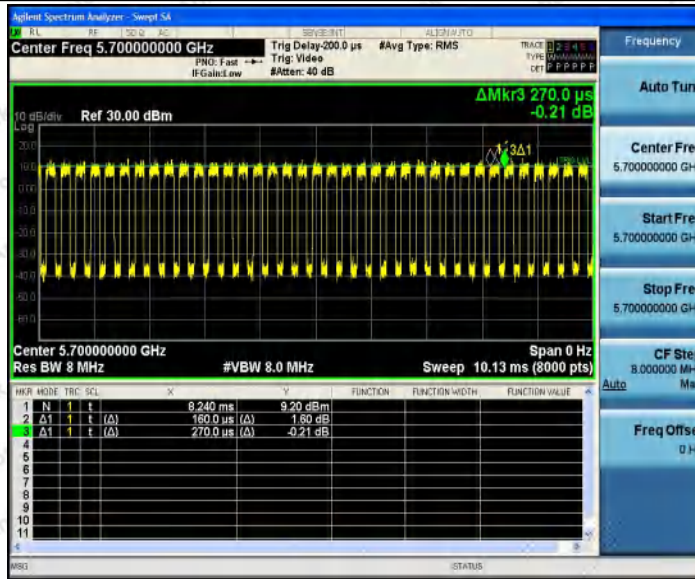 Agilent Spectrum Analyzer - Swept SA
RL RF 50 Ω AC SENSE:INT ALIGN AUTO
Center Freq 5.700000000 GHz
PNO: Fast
IFGain:Low
Trig Delay-200.0 µs
Trig: Video
#Atten: 40 dB
#Avg Type: RMS
TRACE 1 2 3 4 5 6
TYPE
DET P P P P P P
ΔMkr3 270.0 µs
-0.21 dB
10 dB/div Ref 30.00 dBm
Log
20.0
10.0
0.00
-10.0
-20.0
-30.0
-40.0
-50.0
-60.0
3Δ1
Center 5.700000000 GHz
Span 0 Hz
Res BW 8 MHz
#VBW 8.0 MHz
Sweep 10.13 ms (8000 pts)
MKR MODE TRC SCL X Y FUNCTION FUNCTION WIDTH FUNCTION VALUE
1 N 1 t 8.240 ms 9.20 dBm
2 Δ1 1 t (Δ) 160.0 µs (Δ) 1.60 dB
3 Δ1 1 t (Δ) 270.0 µs (Δ) -0.21 dB
4
5
6
7
8
9
10
11
MSG
STATUS
Frequency
Auto Tun
Center Fre
5.700000000 GH
Start Fre
5.700000000 GH
Stop Fre
5.700000000 GH
CF Ste
8.000000 MH
Auto Ma
Freq Offse
0 H